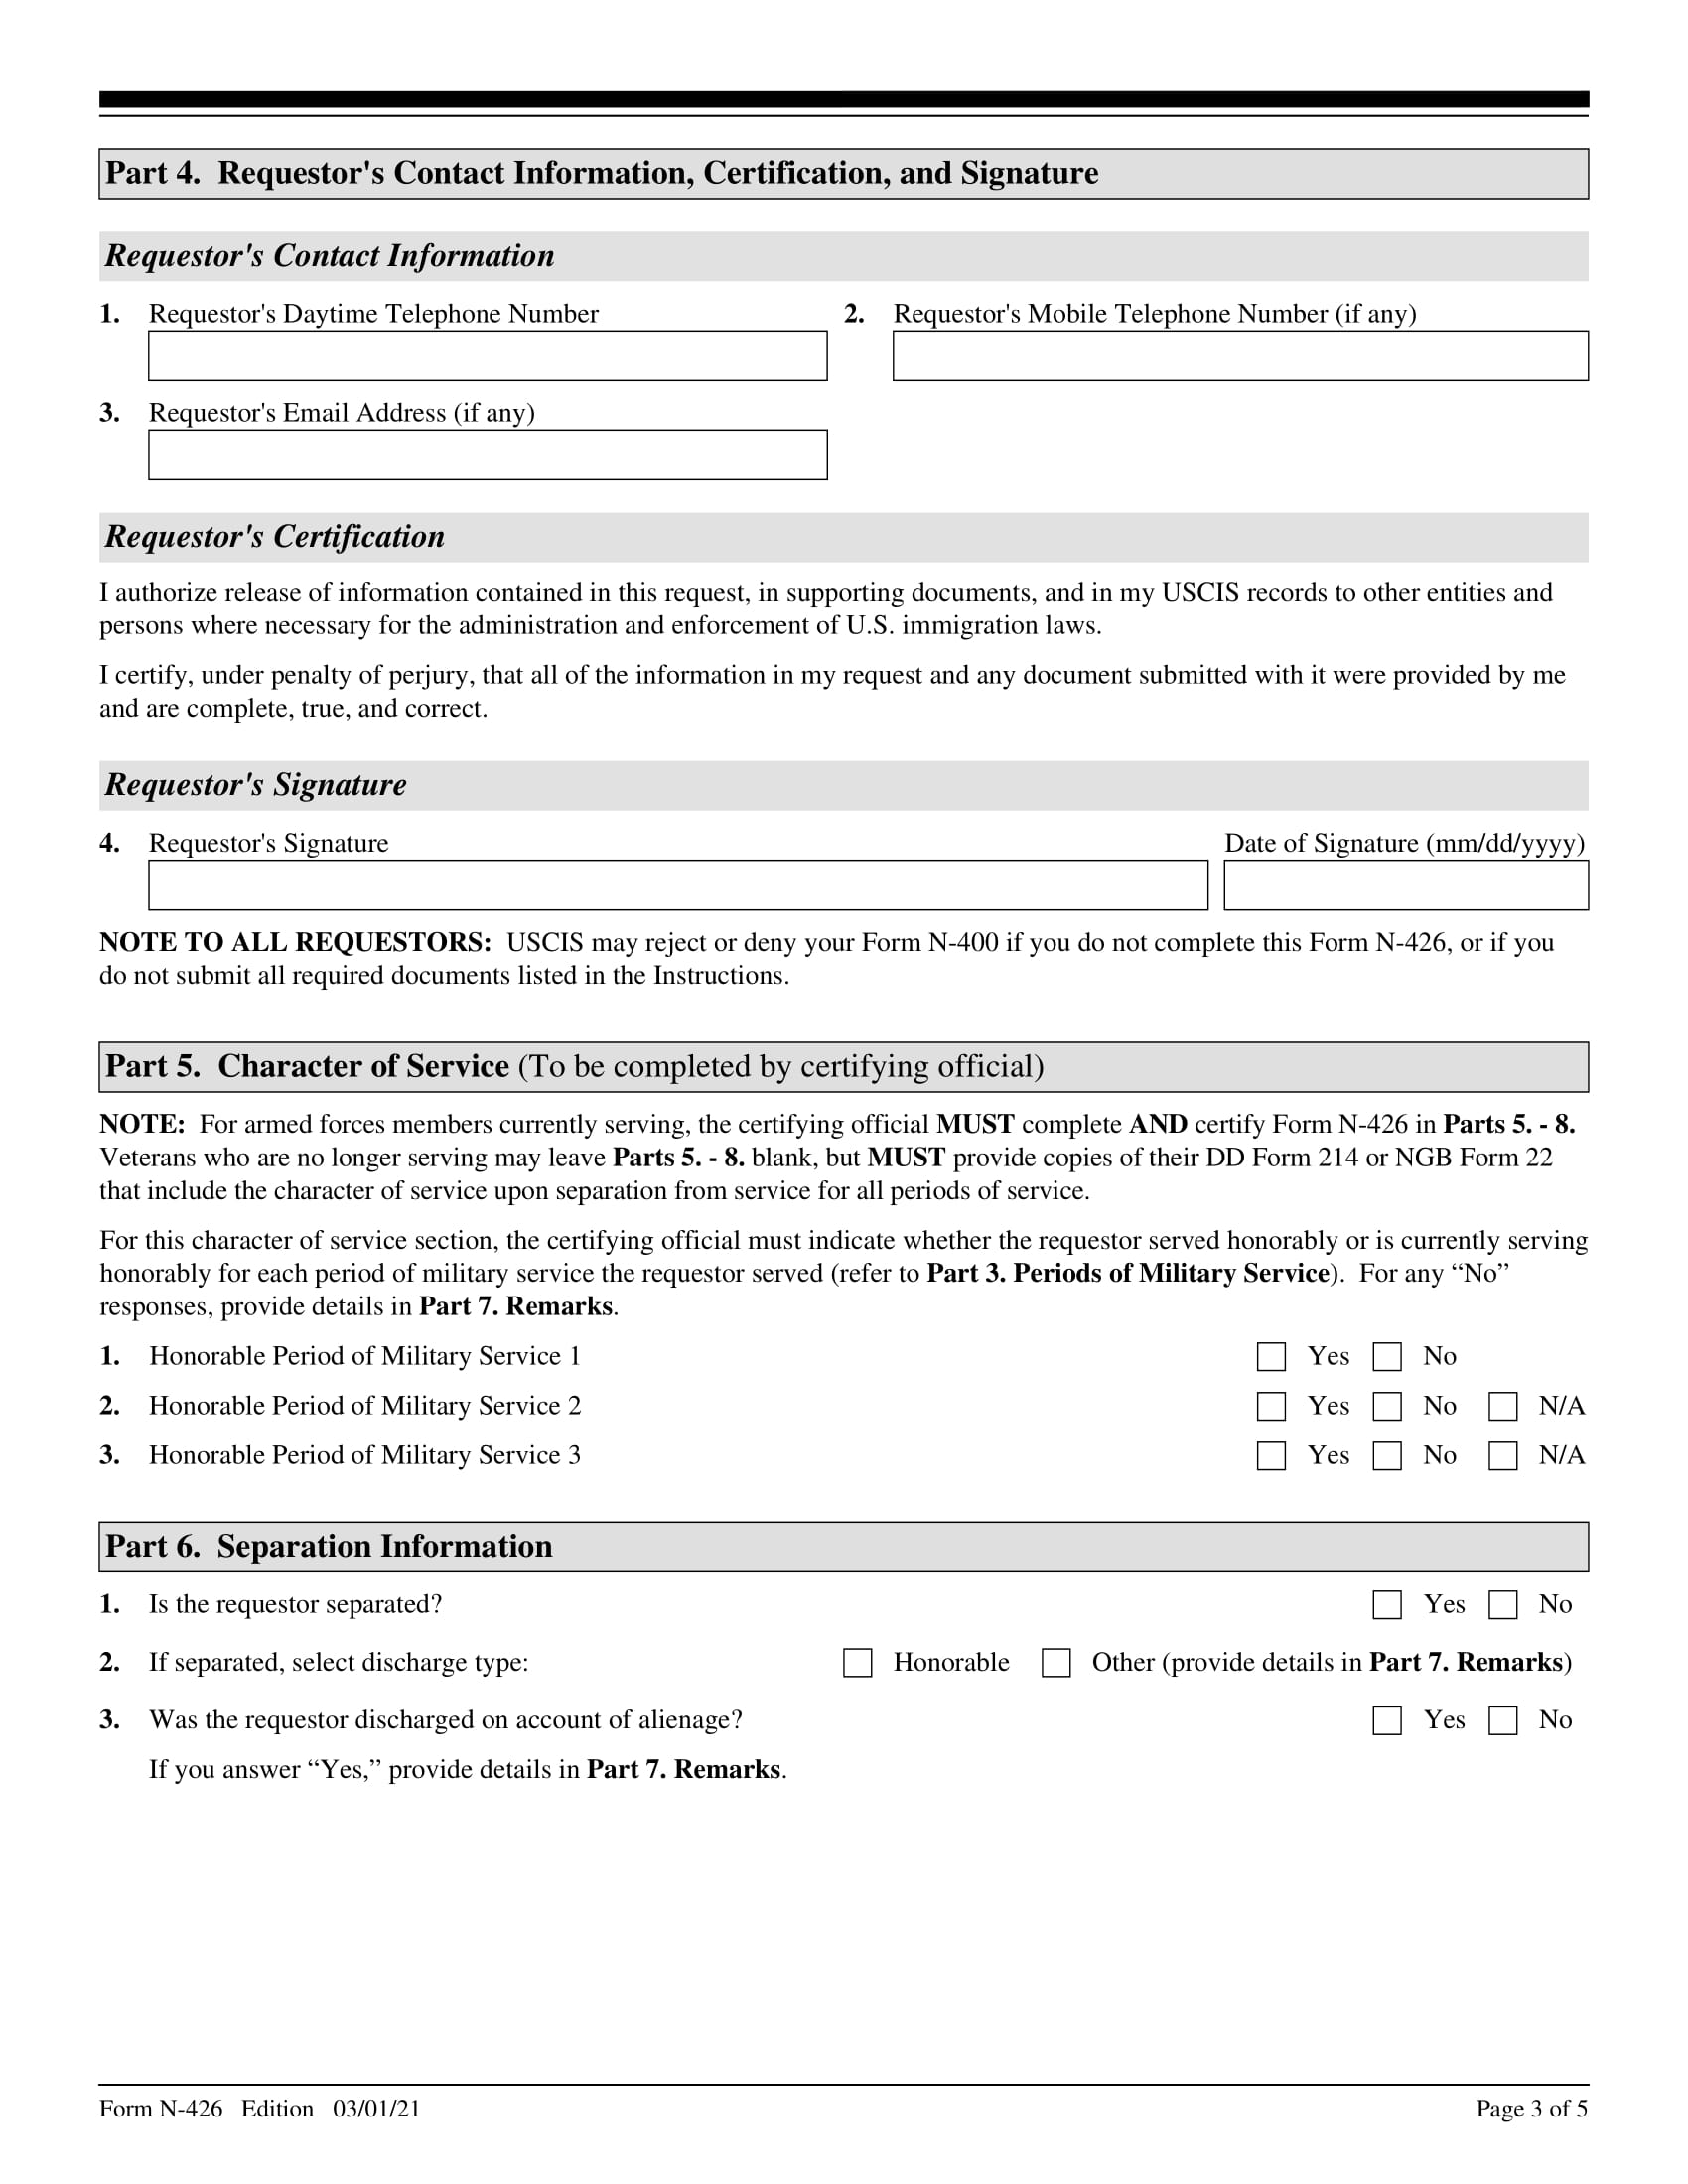 Part 4.  Requestor's Contact Information, Certification, and Signature
Requestor's Contact Information
1. Requestor's Daytime Telephone Number
2. Requestor's Mobile Telephone Number (if any)
3. Requestor's Email Address (if any)
Requestor's Certification
I authorize release of information contained in this request, in supporting documents, and in my USCIS records to other entities and
persons where necessary for the administration and enforcement of U.S. immigration laws.
I certify, under penalty of perjury, that all of the information in my request and any document submitted with it were provided by me
and are complete, true, and correct.
Requestor's Signature
4. Requestor's Signature Date of Signature (mm/dd/yyyy)
NOTE TO ALL REQUESTORS:  USCIS may reject or deny your Form N-400 if you do not complete this Form N-426, or if you
do not submit all required documents listed in the Instructions.
Part 5.  Character of Service (To be completed by certifying official)
NOTE:  For armed forces members currently serving, the certifying official MUST complete AND certify Form N-426 in Parts 5. - 8.
Veterans who are no longer serving may leave Parts 5. - 8. blank, but MUST provide copies of their DD Form 214 or NGB Form 22
that include the character of service upon separation from service for all periods of service.
For this character of service section, the certifying official must indicate whether the requestor served honorably or is currently serving
honorably for each period of military service the requestor served (refer to Part 3. Periods of Military Service).  For any “No”
responses, provide details in Part 7. Remarks.
1. Honorable Period of Military Service 1 Yes No
2. Honorable Period of Military Service 2 Yes No N/A
3. Honorable Period of Military Service 3 Yes No N/A
Part 6.  Separation Information
1. Is the requestor separated? Yes No
2. If separated, select discharge type: Honorable Other (provide details in Part 7. Remarks)
3. Was the requestor discharged on account of alienage? Yes No
If you answer “Yes,” provide details in Part 7. Remarks.
Form N-426   Edition   03/01/21 Page 3 of 5